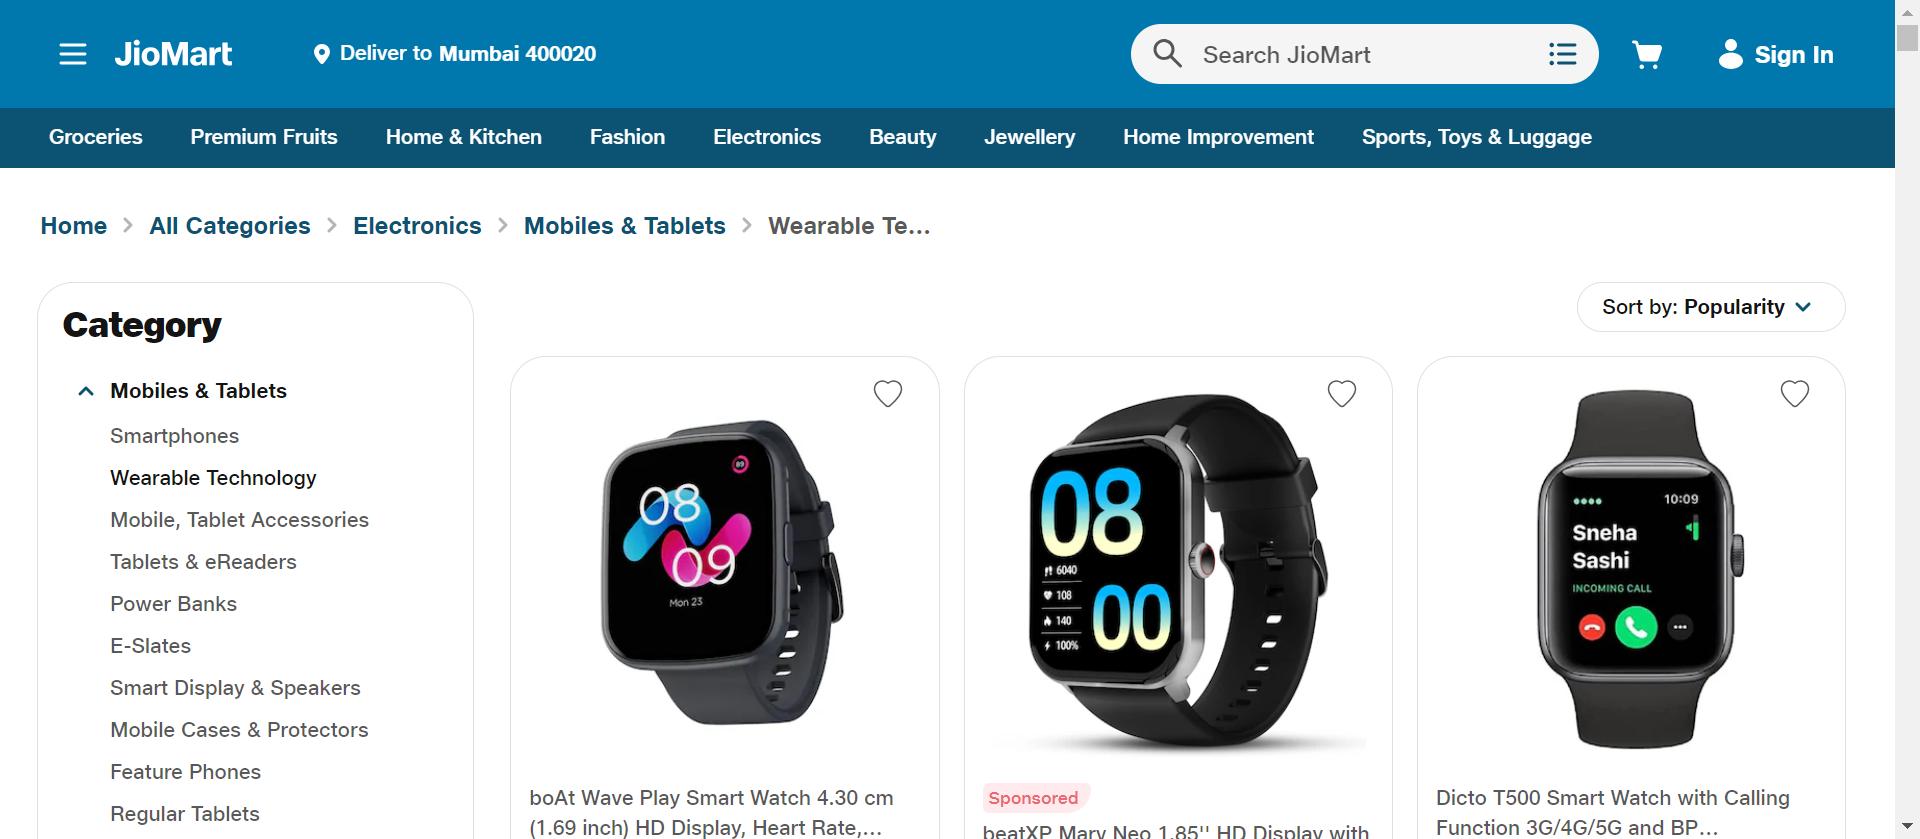 JioMart
Deliver to Mumbai 400020
Search JioMart
Sign In
Groceries
Premium Fruits
Home & Kitchen
Fashion
Electronics
Beauty
Jewellery
Home Improvement
Sports, Toys & Luggage
Home > All Categories > Electronics > Mobiles & Tablets > Wearable Te...
Category
Mobiles & Tablets
Smartphones
Wearable Technology
Mobile, Tablet Accessories
Tablets & eReaders
Power Banks
E-Slates
Smart Display & Speakers
Mobile Cases & Protectors
Feature Phones
Regular Tablets
Sort by: Popularity
89
08
09
Mon 23
boAt Wave Play Smart Watch 4.30 cm
(1.69 inch) HD Display, Heart Rate,...
08
6040
108
140
100%
00
Sponsored
beatXP Marv Neo 1.85'' HD Display with
10:09
Sneha
Sashi
INCOMING CALL
Dicto T500 Smart Watch with Calling
Function 3G/4G/5G and BP...